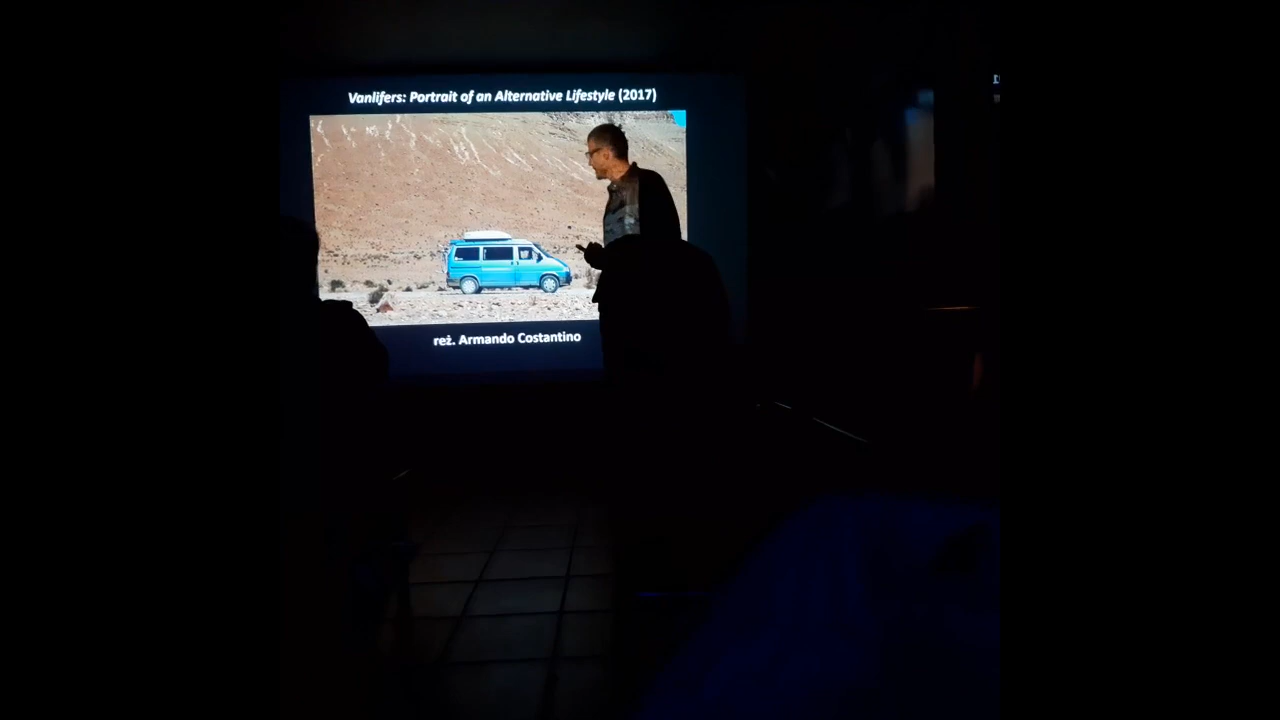 Vanlifers: Portrait of an Alternative Lifestyle (2017)
reż. Armando Costantino